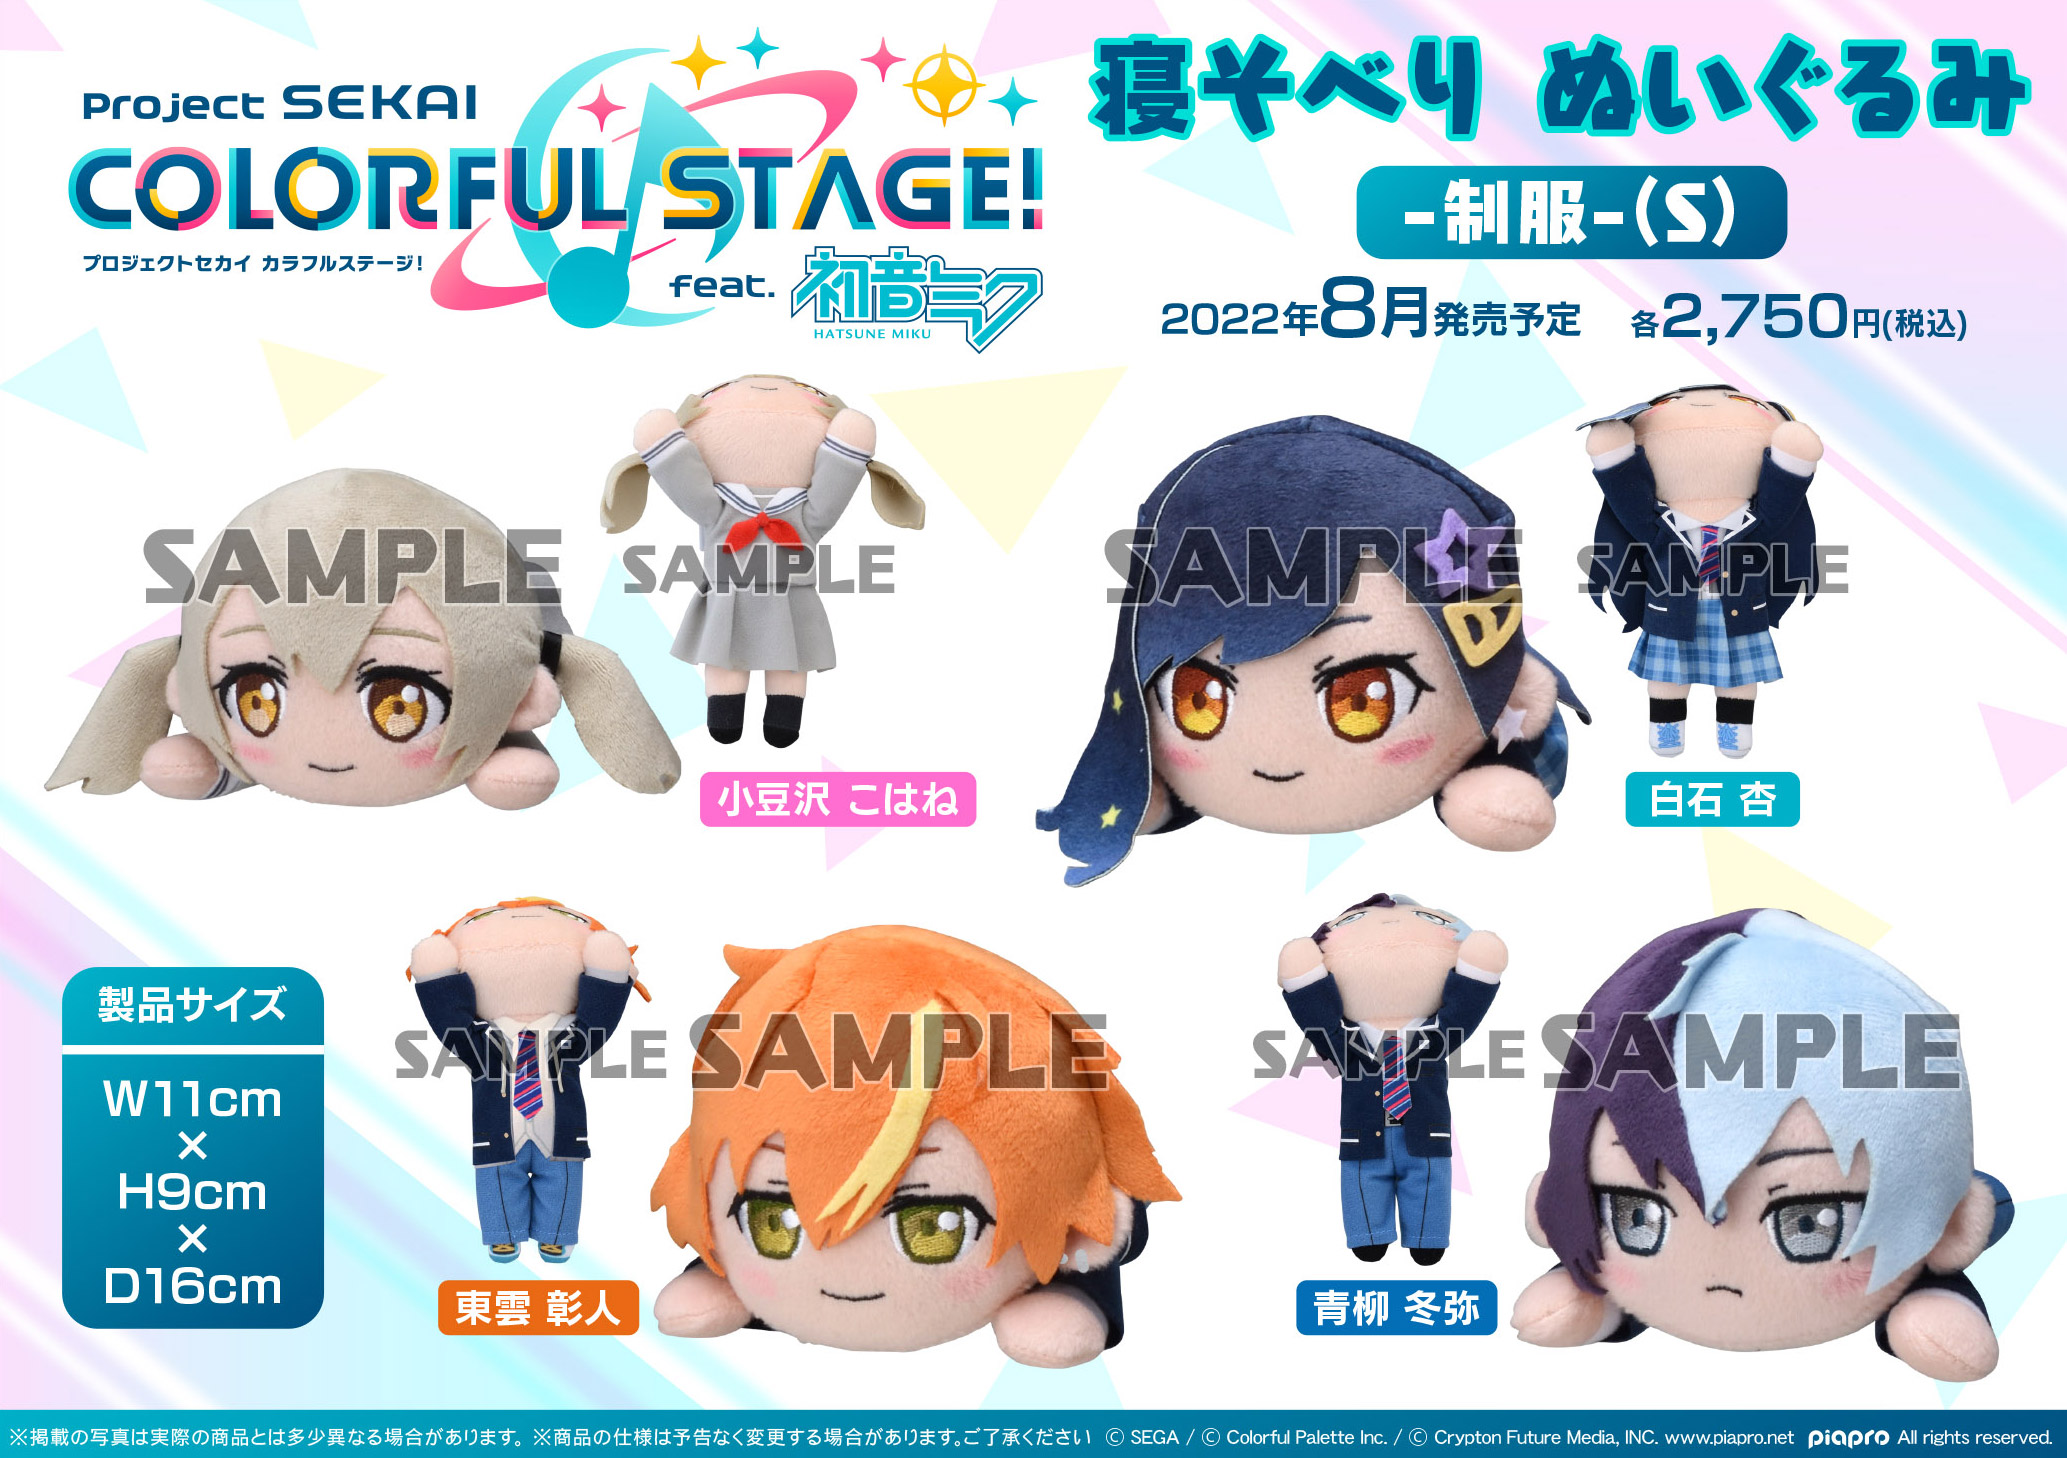 Project SEKAI
COLORFUL STAGE!
プロジェクトセカイ カラフルステージ!
feat. 初音ミク
HATSUNE MIKU
寝そべり ぬいぐるみ
-制服-(S)
2022年8月発売予定 各2,750円(税込)
SAMPLE
SAMPLE
小豆沢 こはね
SAMPLE
SAMPLE
白石 杏
SAMPLE
SAMPLE
東雲 彰人
SAMPLE
SAMPLE
青柳 冬弥
製品サイズ
W11cm
×
H9cm
×
D16cm
※掲載の写真は実際の商品とは多少異なる場合があります。 ※商品の仕様は予告なく変更する場合があります。ご了承ください © SEGA / © Colorful Palette Inc. / © Crypton Future Media, INC. www.piapro.net piapro All rights reserved.